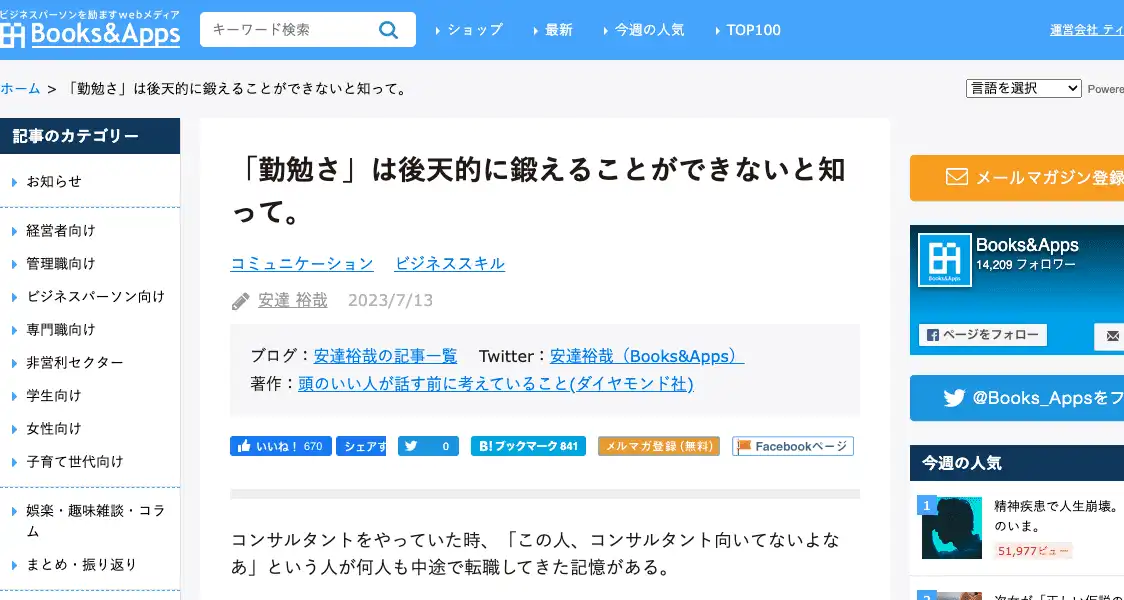 ビジネスパーソンを励ますwebメディア
Books&Apps
キーワード検索
ショップ
最新
今週の人気
TOP100
運営会社 ティ
ホーム > 「勤勉さ」は後天的に鍛えることができないと知って。
言語を選択
Powere
記事のカテゴリー
お知らせ
経営者向け
管理職向け
ビジネスパーソン向け
専門職向け
非営利セクター
学生向け
女性向け
子育て世代向け
娯楽・趣味雑談・コラ
ム
まとめ・振り返り
「勤勉さ」は後天的に鍛えることができないと知
って。
コミュニケーション ビジネススキル
安達 裕哉 2023/7/13
ブログ：安達裕哉の記事一覧 Twitter：安達裕哉（Books&Apps）
著作：頭のいい人が話す前に考えていること(ダイヤモンド社)
いいね！ 670
シェアす
0
B!ブックマーク 841
メルマガ登録 (無料)
Facebookページ
コンサルタントをやっていた時、「この人、コンサルタント向いてないよな
あ」という人が何人も中途で転職してきた記憶がある。
メールマガジン登録
Books&Apps
Books&Apps
14,209 フォロワー
ページをフォロー
@Books_Appsをフ
今週の人気
1
精神疾患で人生崩壊。
のいま。
51,977ビュー
2